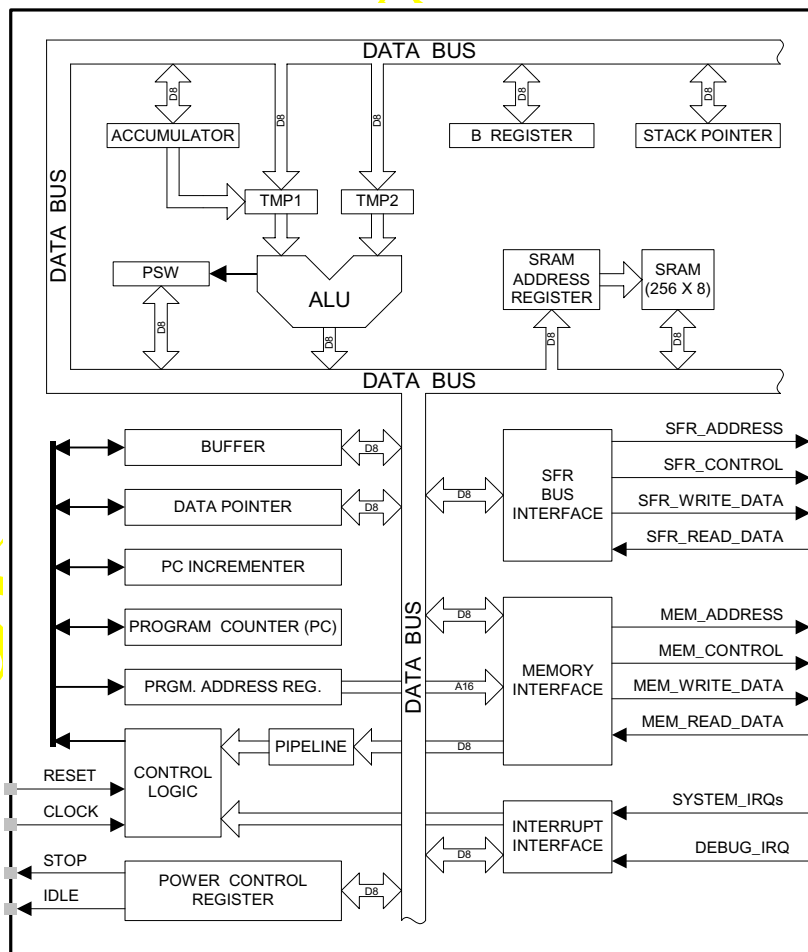 DATA BUS
D8
D8
D8
D8
D8
ACCUMULATOR
B REGISTER
STACK POINTER
DATA BUS
TMP1
TMP2
PSW
ALU
SRAM
ADDRESS
REGISTER
SRAM
(256 X 8)
D8
D8
D8
D8
DATA BUS
BUFFER
D8
DATA POINTER
D8
PC INCREMENTER
PROGRAM COUNTER (PC)
PRGM. ADDRESS REG.
A16
DATA BUS
D8
SFR
BUS
INTERFACE
SFR_ADDRESS
SFR_CONTROL
SFR_WRITE_DATA
SFR_READ_DATA
D8
MEMORY
INTERFACE
MEM_ADDRESS
MEM_CONTROL
MEM_WRITE_DATA
MEM_READ_DATA
PIPELINE
D8
CONTROL
LOGIC
RESET
CLOCK
INTERRUPT
INTERFACE
SYSTEM_IRQs
DEBUG_IRQ
D8
STOP
IDLE
POWER CONTROL
REGISTER
D8